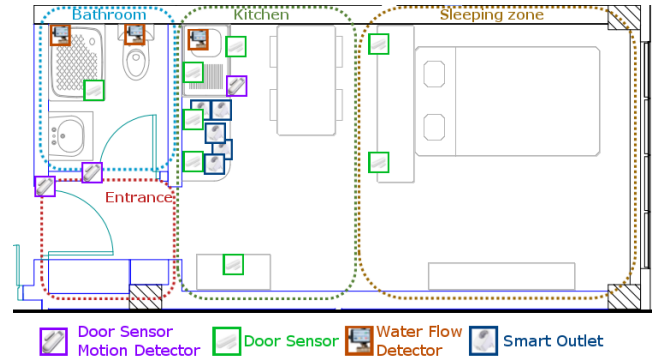 Bathroom
Kitchen
Sleeping zone
Entrance
Door Sensor
Motion Detector
Door Sensor
Water Flow
Detector
Smart Outlet